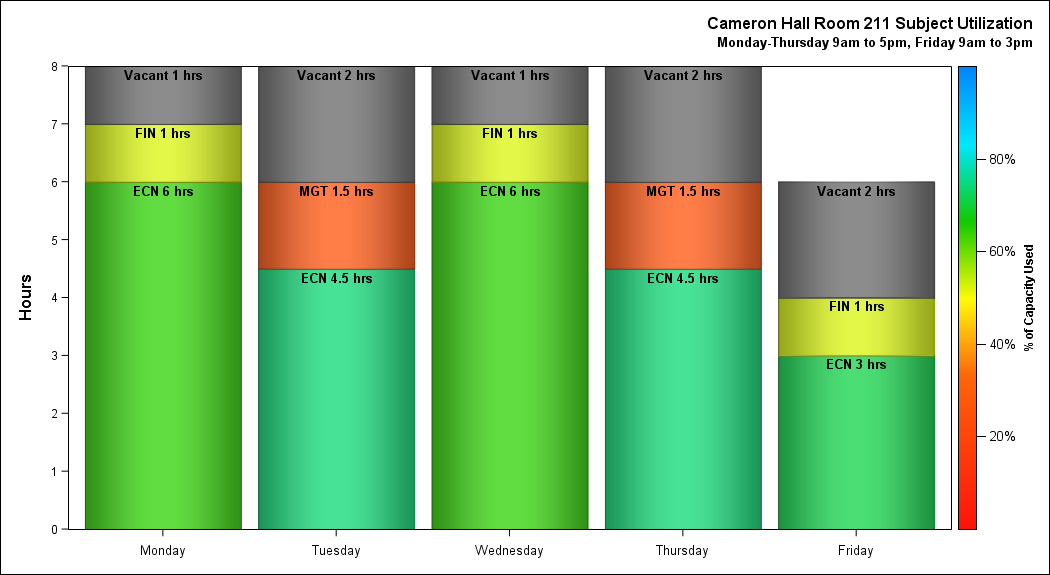 Cameron Hall Room 211 Subject Utilization
Monday-Thursday 9am to 5pm, Friday 9am to 3pm
8
7
6
5
4
3
2
1
0
Hours
Vacant 1 hrs
FIN 1 hrs
ECN 6 hrs
Vacant 2 hrs
MGT 1.5 hrs
ECN 4.5 hrs
Vacant 1 hrs
FIN 1 hrs
ECN 6 hrs
Vacant 2 hrs
MGT 1.5 hrs
ECN 4.5 hrs
Vacant 2 hrs
FIN 1 hrs
ECN 3 hrs
Monday Tuesday Wednesday Thursday Friday
80%
60%
40%
20%
% of Capacity Used